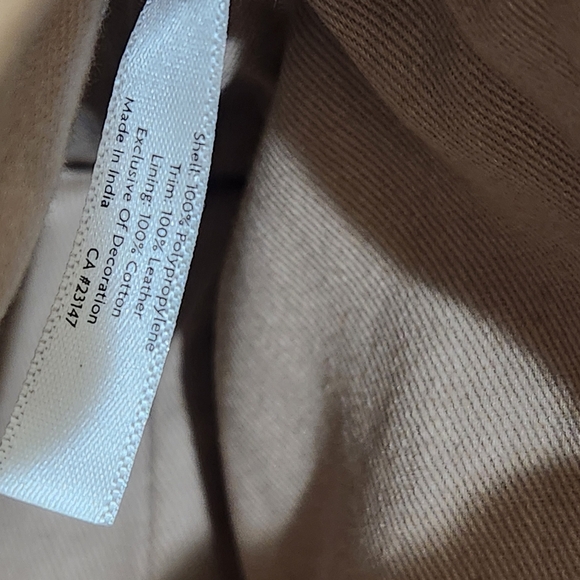 Shell: 100% Polypropylene
Trim: 100% Leather
Lining: 100% Cotton
Exclusive Of Decoration
Made In India CA #23147